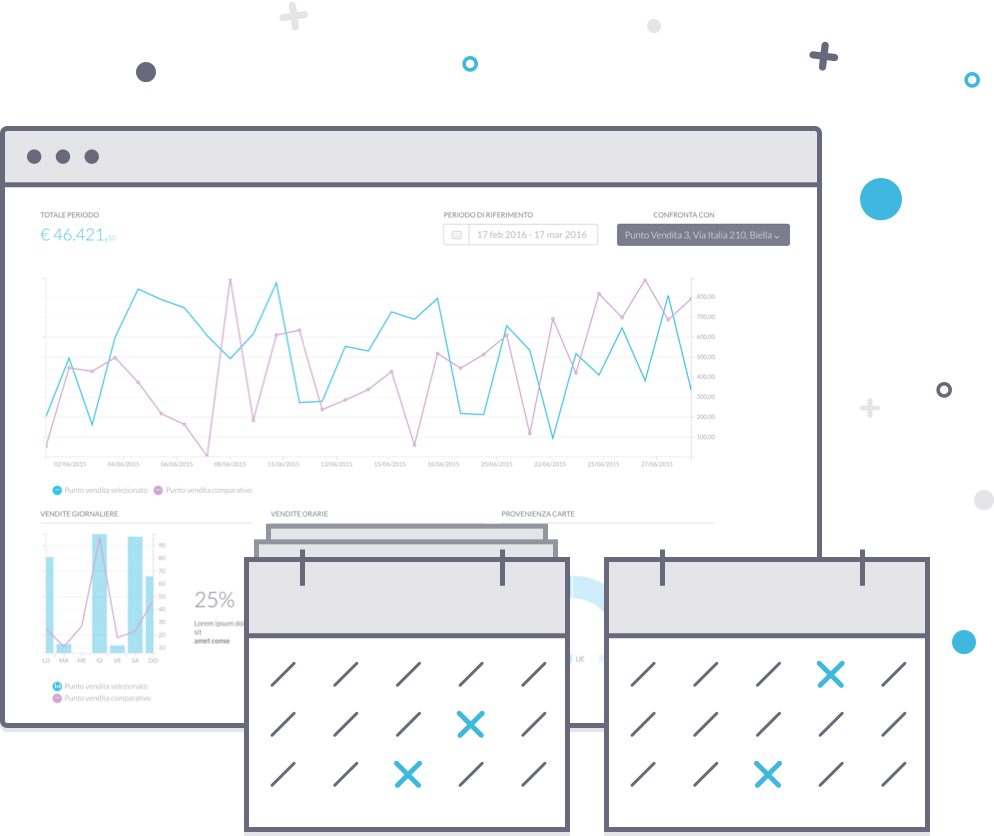 TOTALE PERIODO
€ 46.421,50
PERIODO DI RIFERIMENTO
17 feb 2016 - 17 mar 2016
CONFRONTA CON
Punto Vendita 3, Via Italia 210, Biella
800,00
700,00
600,00
500,00
400,00
300,00
200,00
100,00
02/06/2015 04/06/2015 06/06/2015 08/06/2015 11/06/2015 13/06/2015 15/06/2015 18/06/2015 20/06/2015 22/06/2015 25/06/2015 27/06/2015
Punto vendita selezionato Punto vendita comparativo
VENDITE GIORNALIERE
VENDITE ORARIE
PROVENIENZA CARTE
90
80
70
60
50
40
30
20
10
LU MA ME GI VE SA DO
25%
Lorem ipsum dol
sit
amet conse
UE
Punto vendita selezionato
Punto vendita comparativo